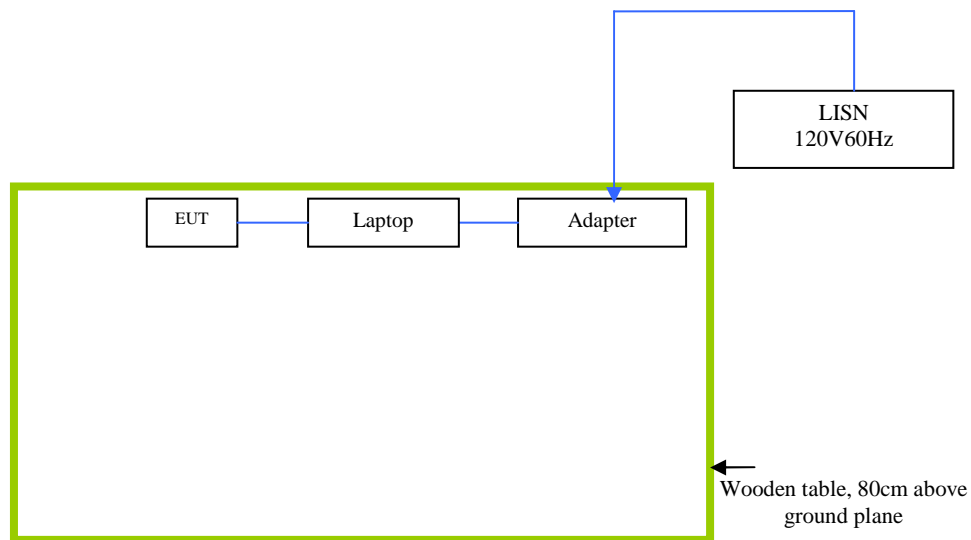 LISN
120V60Hz
EUT
Laptop
Adapter
Wooden table, 80cm above
ground plane